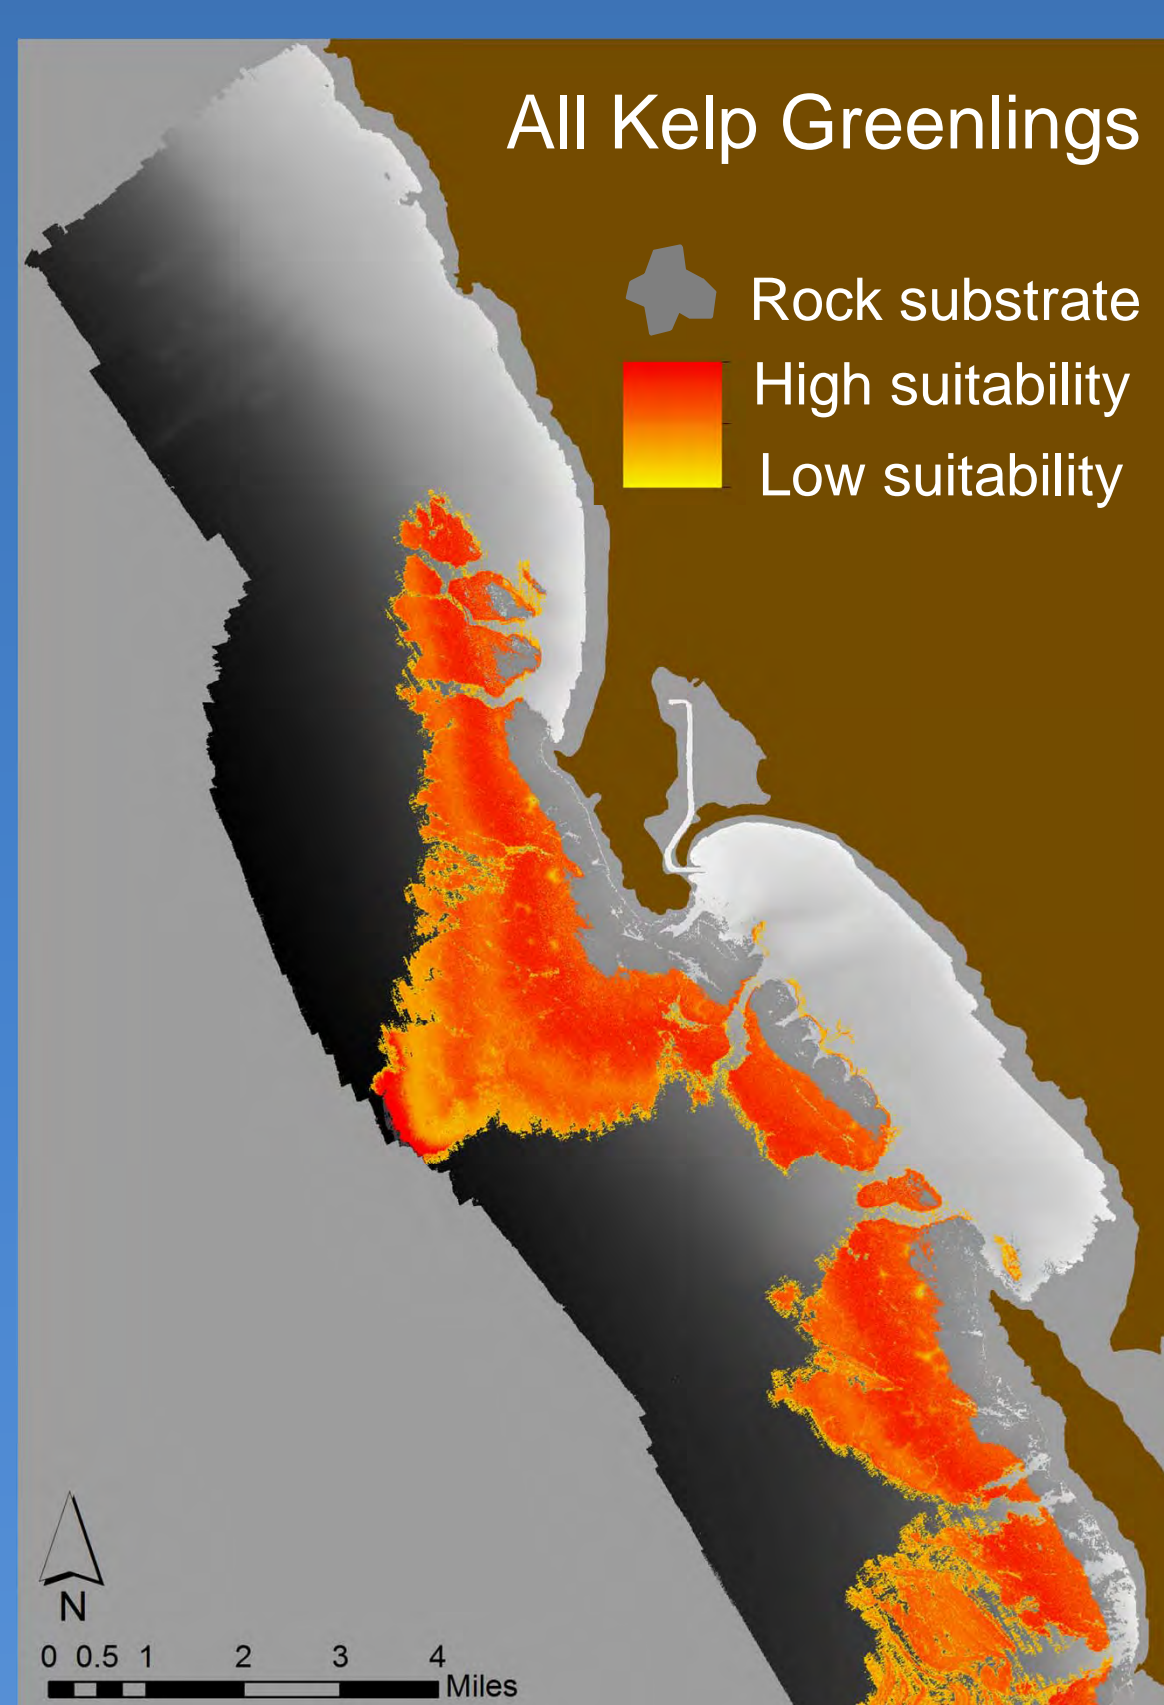 All Kelp Greenlings
Rock substrate
High suitability
Low suitability
N
0 0.5 1 2 3 4
Miles